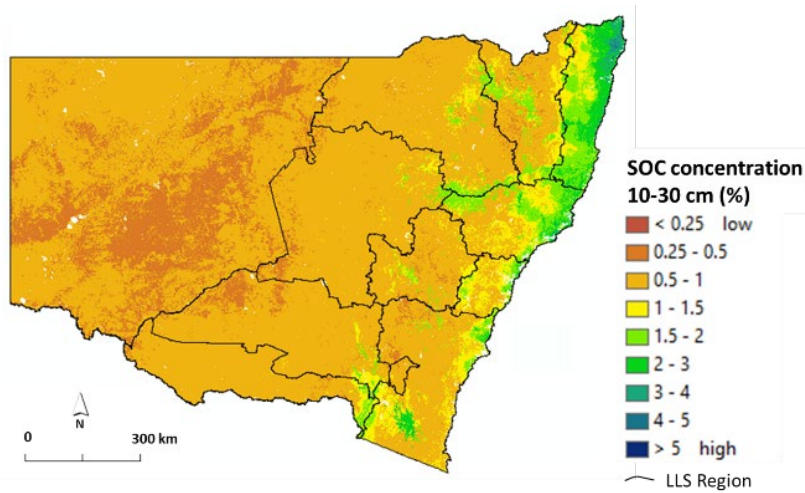 SOC concentration
10-30 cm (%)
< 0.25 low
0.25 - 0.5
0.5 - 1
1 - 1.5
1.5 - 2
2 - 3
3 - 4
4 - 5
> 5 high
LLS Region
N
0 300 km